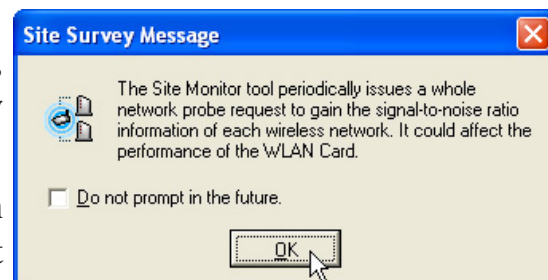 Site Survey Message
The Site Monitor tool periodically issues a whole
network probe request to gain the signal-to-noise ratio
information of each wireless network. It could affect the
performance of the WLAN Card.
Do not prompt in the future.
OK